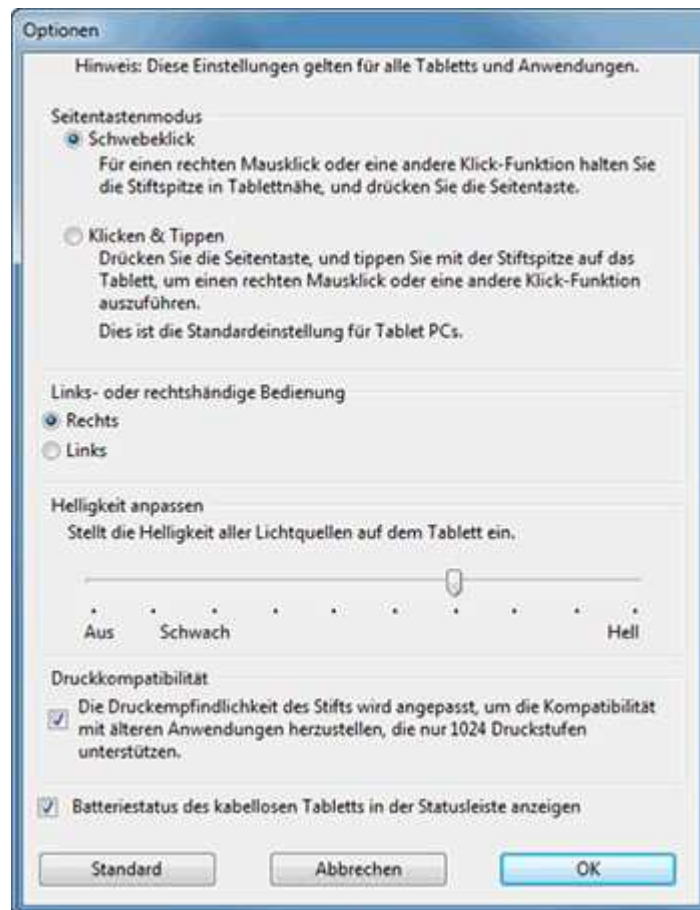 Optionen
Hinweis: Diese Einstellungen gelten für alle Tabletts und Anwendungen.
Seitentastenmodus
Schwebeklick
Für einen rechten Mausklick oder eine andere Klick-Funktion halten Sie
die Stiftspitze in Tablettnähe, und drücken Sie die Seitentaste.
Klicken & Tippen
Drücken Sie die Seitentaste, und tippen Sie mit der Stiftspitze auf das
Tablett, um einen rechten Mausklick oder eine andere Klick-Funktion
auszuführen.
Dies ist die Standardeinstellung für Tablet PCs.
Links- oder rechtshändige Bedienung
Rechts
Links
Helligkeit anpassen
Stellt die Helligkeit aller Lichtquellen auf dem Tablett ein.
Aus Schwach Hell
Druckkompatibilität
Die Druckempfindlichkeit des Stifts wird angepasst, um die Kompatibilität
mit älteren Anwendungen herzustellen, die nur 1024 Druckstufen
unterstützen.
Batteriestatus des kabellosen Tabletts in der Statusleiste anzeigen
Standard Abbrechen OK